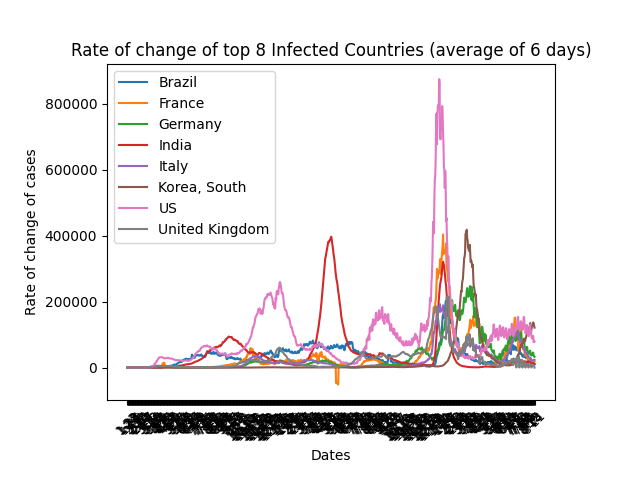 Rate of change of top 8 Infected Countries (average of 6 days)
Rate of change of cases
800000
600000
400000
200000
0
Brazil
France
Germany
India
Italy
Korea, South
US
United Kingdom
Dates